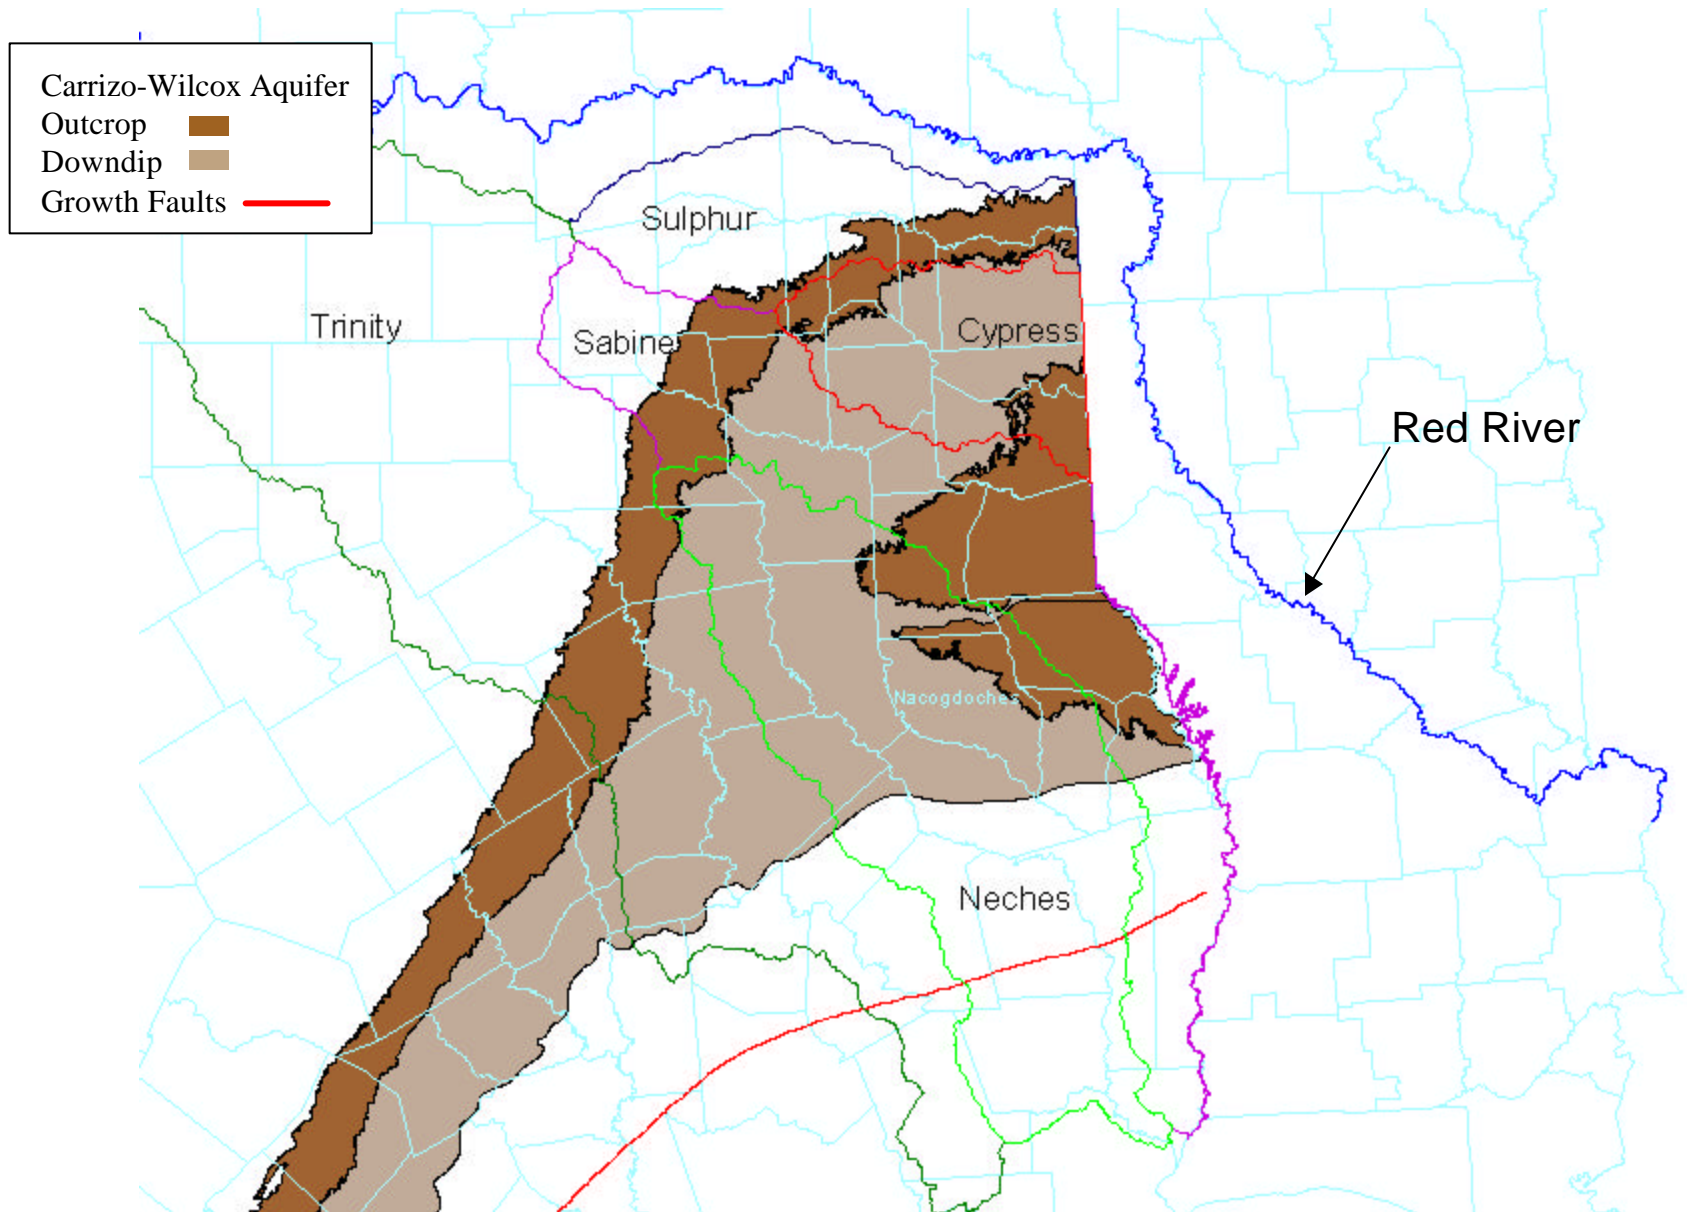 Carrizo-Wilcox Aquifer
Outcrop
Downdip
Growth Faults
Sulphur
Trinity
Sabine
Cypress
Red River
Nacogdoches
Neches